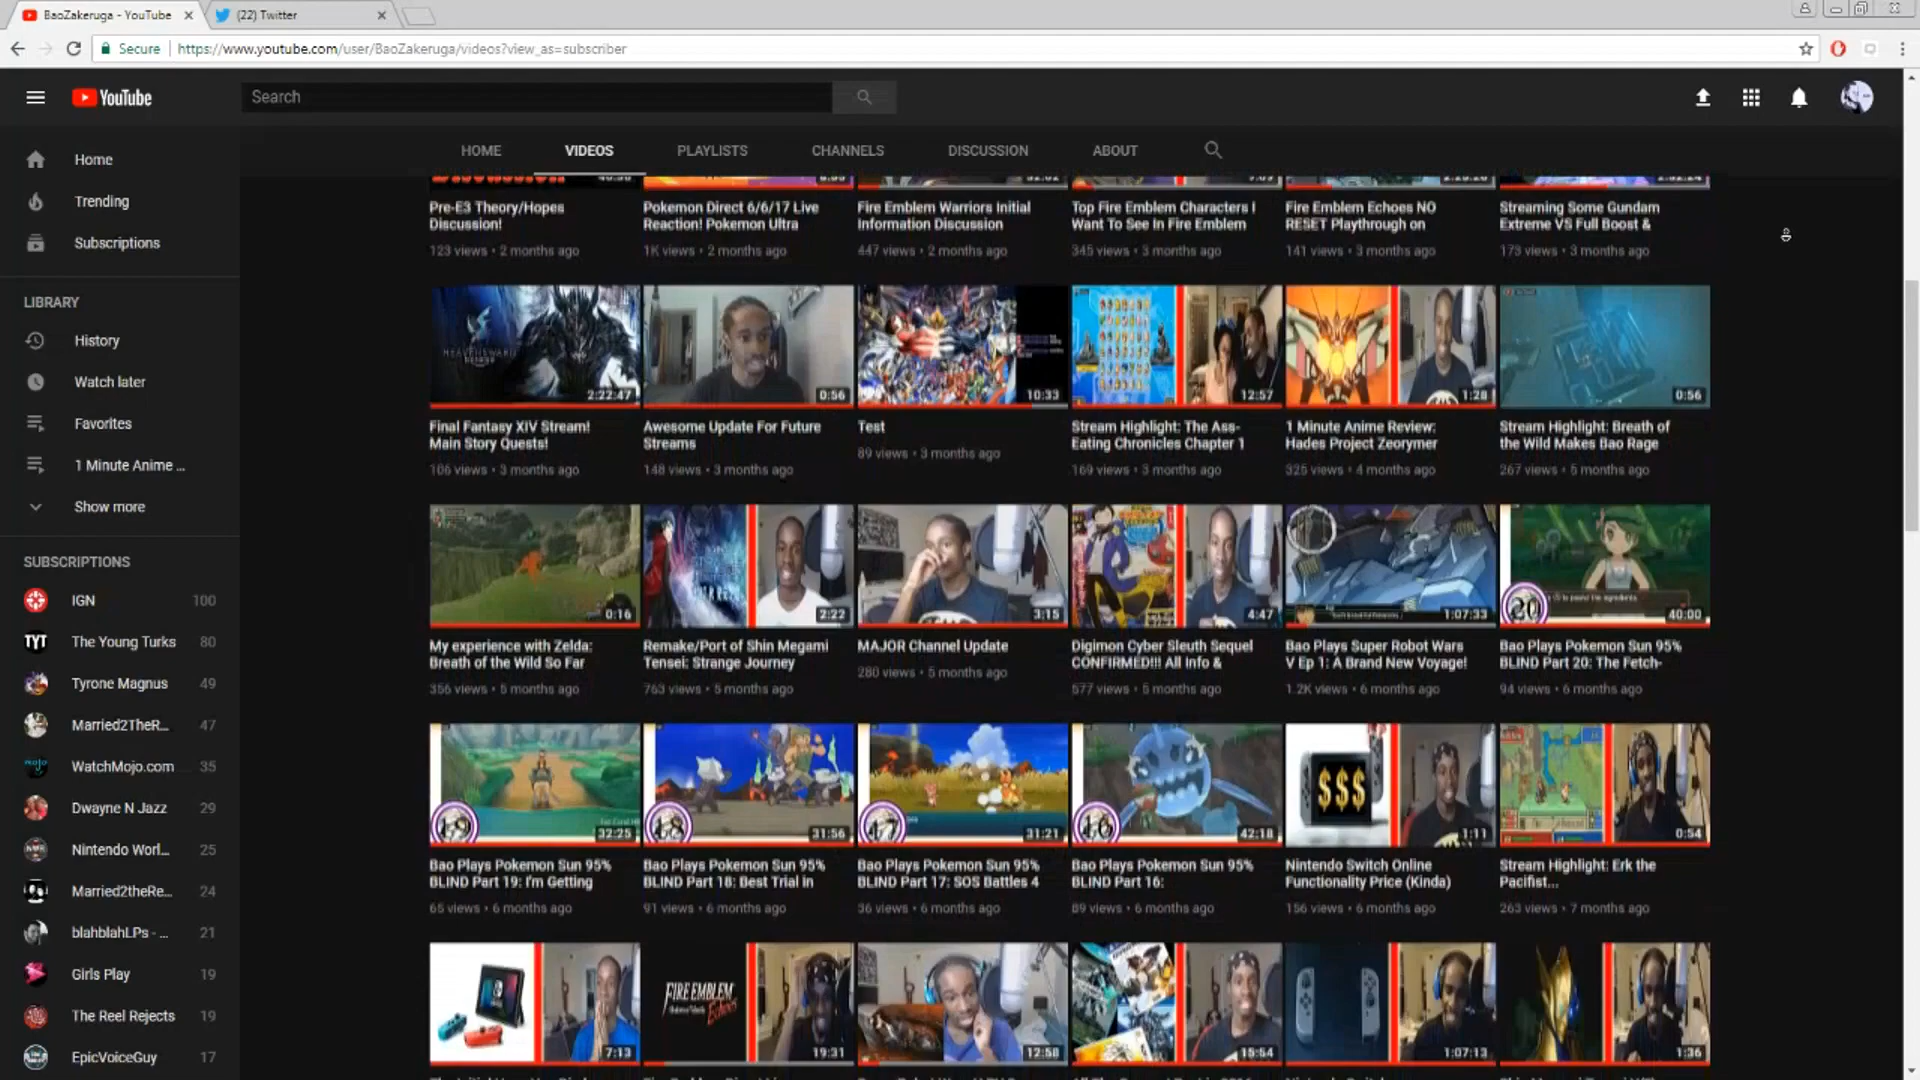 BaoZakeruga - YouTube
(22) Twitter
Secure
https://www.youtube.com/user/BaoZakeruga/videos?view_as=subscriber
YouTube
Search
HOME VIDEOS PLAYLISTS CHANNELS DISCUSSION ABOUT
Home
Trending
Subscriptions
LIBRARY
History
Watch later
Favorites
1 Minute Anime ...
Show more
SUBSCRIPTIONS
IGN 100
The Young Turks 80
Tyrone Magnus 49
Married2TheR... 47
WatchMojo.com 35
Dwayne N Jazz 29
Nintendo Worl... 25
Married2theRe... 24
blahblahLPs - ... 21
Girls Play 19
The Reel Rejects 19
EpicVoiceGuy 17
Pre-E3 Theory/Hopes
Discussion!
123 views • 2 months ago
Pokemon Direct 6/6/17 Live
Reaction! Pokemon Ultra
1K views • 2 months ago
Fire Emblem Warriors Initial
Information Discussion
447 views • 2 months ago
Top Fire Emblem Characters I
Want To See In Fire Emblem
345 views • 3 months ago
Fire Emblem Echoes NO
RESET Playthrough on
141 views • 3 months ago
Streaming Some Gundam
Extreme VS Full Boost &
173 views • 3 months ago
2:22:47
Final Fantasy XIV Stream!
Main Story Quests!
106 views • 3 months ago
0:56
Awesome Update For Future
Streams
148 views • 3 months ago
10:33
Test
89 views • 3 months ago
12:57
Stream Highlight: The Ass-
Eating Chronicles Chapter 1
169 views • 3 months ago
1:28
1 Minute Anime Review:
Hades Project Zeorymer
325 views • 4 months ago
0:56
Stream Highlight: Breath of
the Wild Makes Bao Rage
267 views • 5 months ago
0:16
My experience with Zelda:
Breath of the Wild So Far
356 views • 5 months ago
2:22
Remake/Port of Shin Megami
Tensei: Strange Journey
763 views • 5 months ago
3:15
MAJOR Channel Update
280 views • 5 months ago
4:47
Digimon Cyber Sleuth Sequel
CONFIRMED!!! All Info &
577 views • 5 months ago
1:07:33
Bao Plays Super Robot Wars
V Ep 1: A Brand New Voyage!
1.2K views • 6 months ago
20
40:00
Bao Plays Pokemon Sun 95%
BLIND Part 20: The Fetch-
94 views • 6 months ago
19
32:25
Bao Plays Pokemon Sun 95%
BLIND Part 19: I'm Getting
65 views • 6 months ago
18
31:56
Bao Plays Pokemon Sun 95%
BLIND Part 18: Best Trial in
91 views • 6 months ago
17
31:21
Bao Plays Pokemon Sun 95%
BLIND Part 17: SOS Battles 4
36 views • 6 months ago
16
42:18
Bao Plays Pokemon Sun 95%
BLIND Part 16:
89 views • 6 months ago
$$$
1:11
Nintendo Switch Online
Functionality Price (Kinda)
156 views • 6 months ago
0:54
Stream Highlight: Erk the
Pacifist...
263 views • 7 months ago
7:13
FIRE EMBLEM
Echoes
19:31
12:58
15:54
1:07:13
1:36